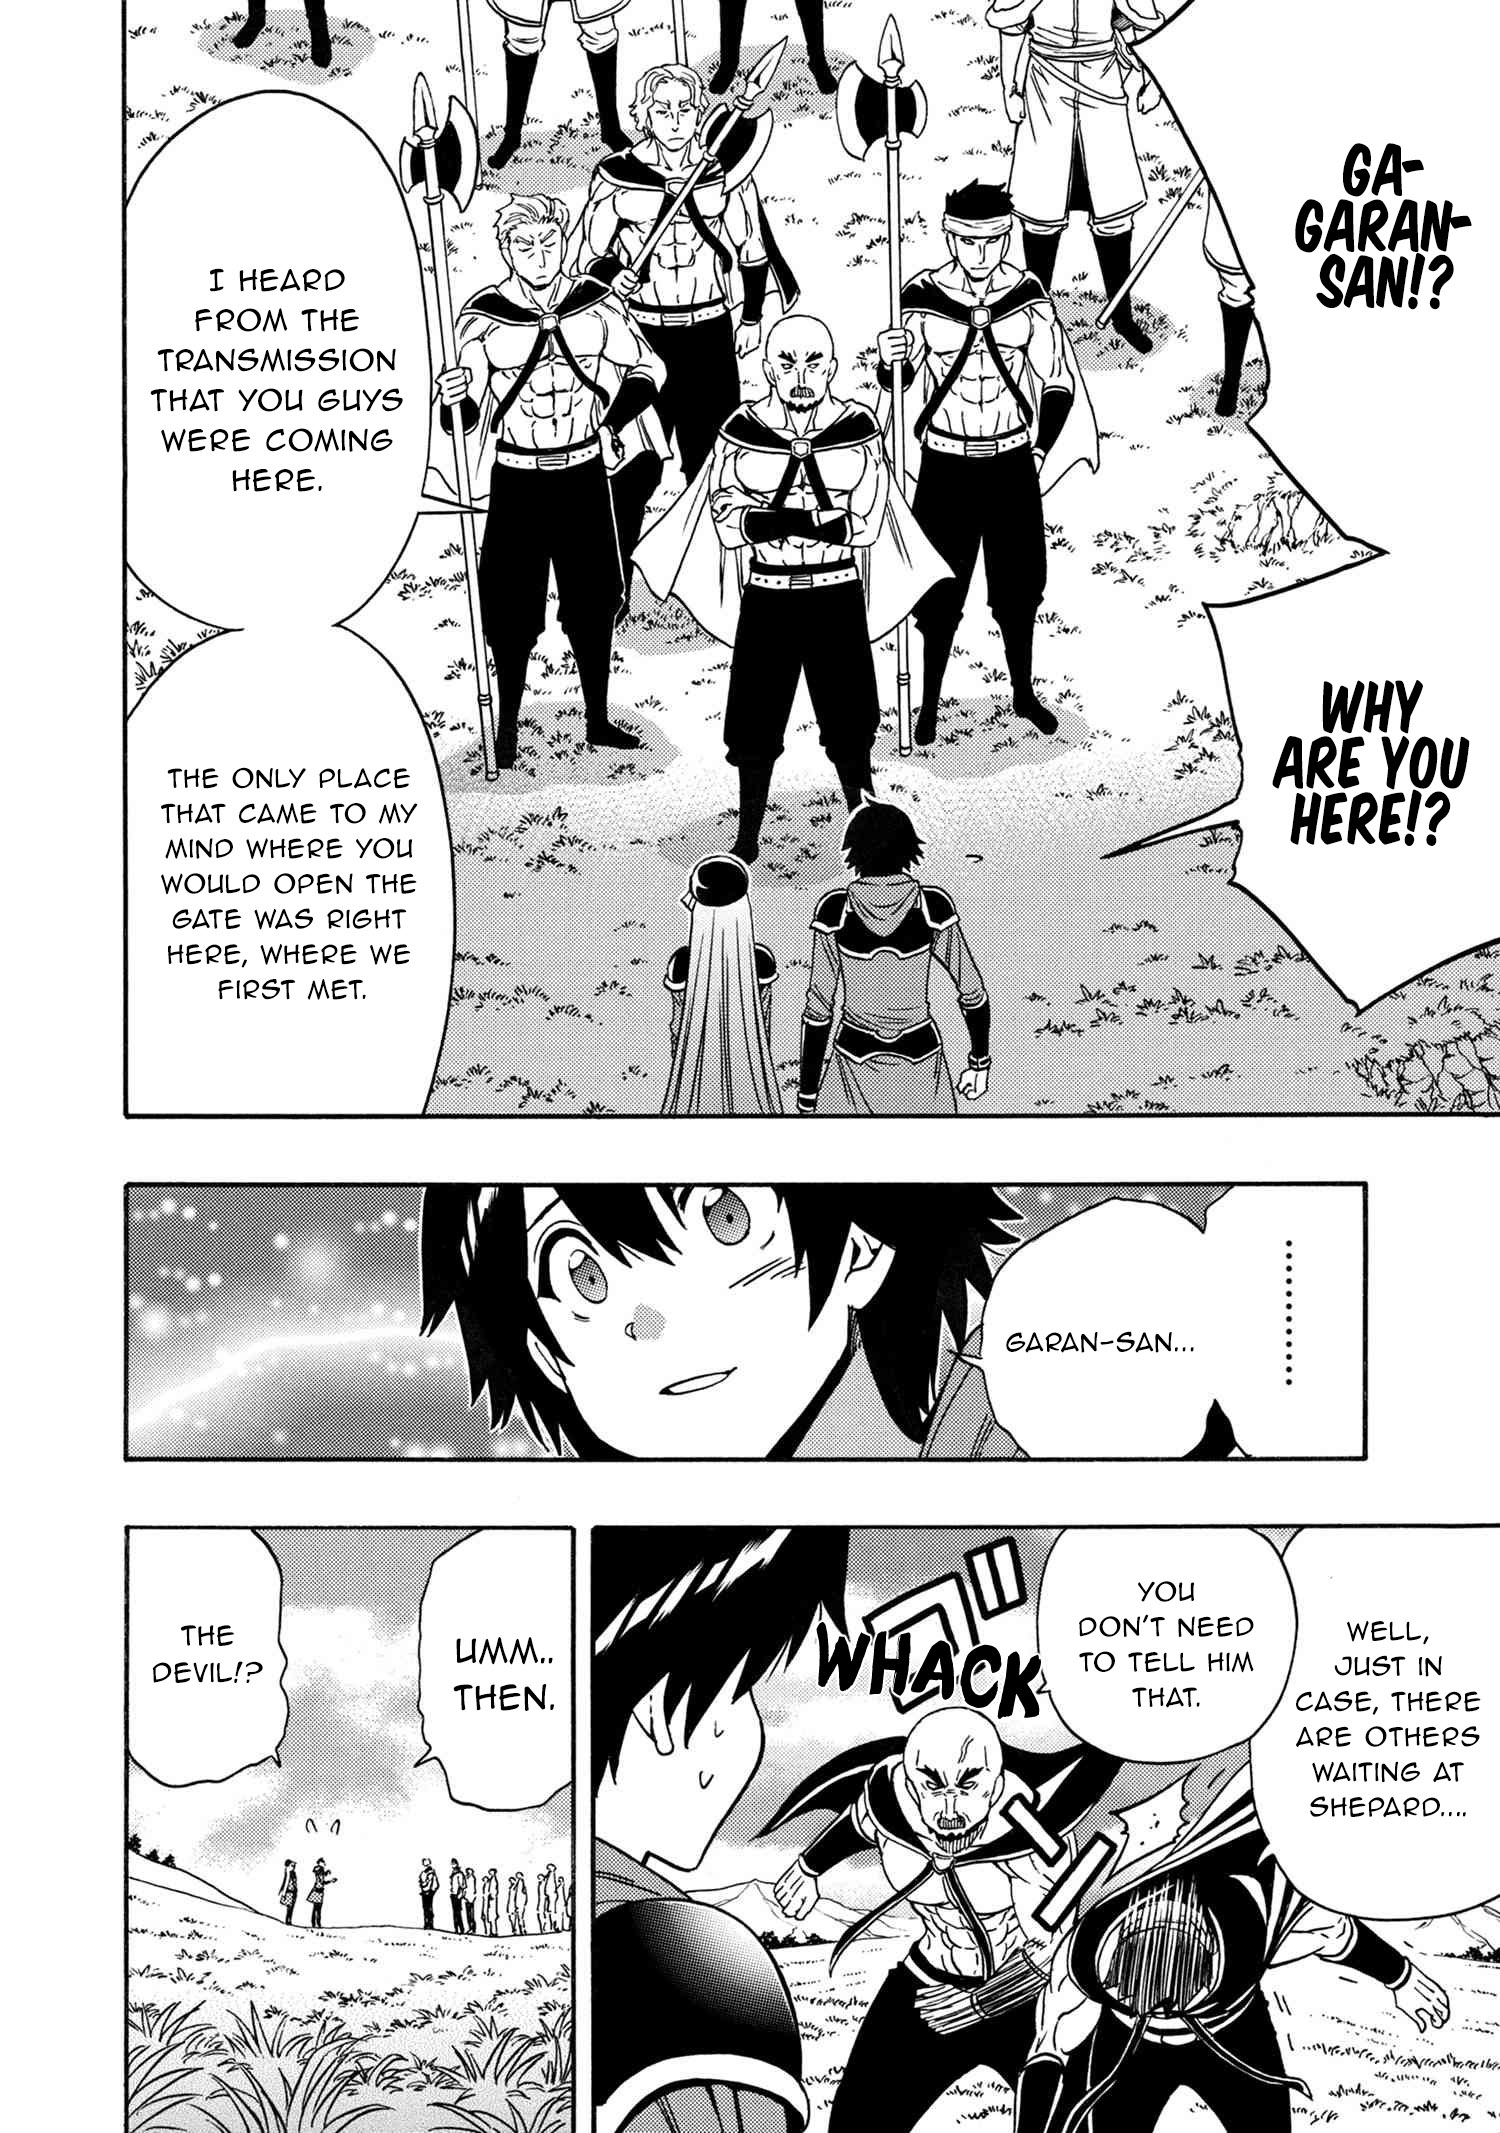 GA-
GARAN-
SAN!?
WHY
ARE YOU
HERE!?
I HEARD
FROM THE
TRANSMISSION
THAT YOU GUYS
WERE COMING
HERE.
THE ONLY PLACE
THAT CAME TO MY
MIND WHERE YOU
WOULD OPEN THE
GATE WAS RIGHT
HERE, WHERE WE
FIRST MET.
.........
GARAN-SAN...
WELL,
JUST IN
CASE, THERE
ARE OTHERS
WAITING AT
SHEPARD....
YOU
DON'T NEED
TO TELL HIM
THAT.
WHACK
UMM..
THEN.
THE
DEVIL!?